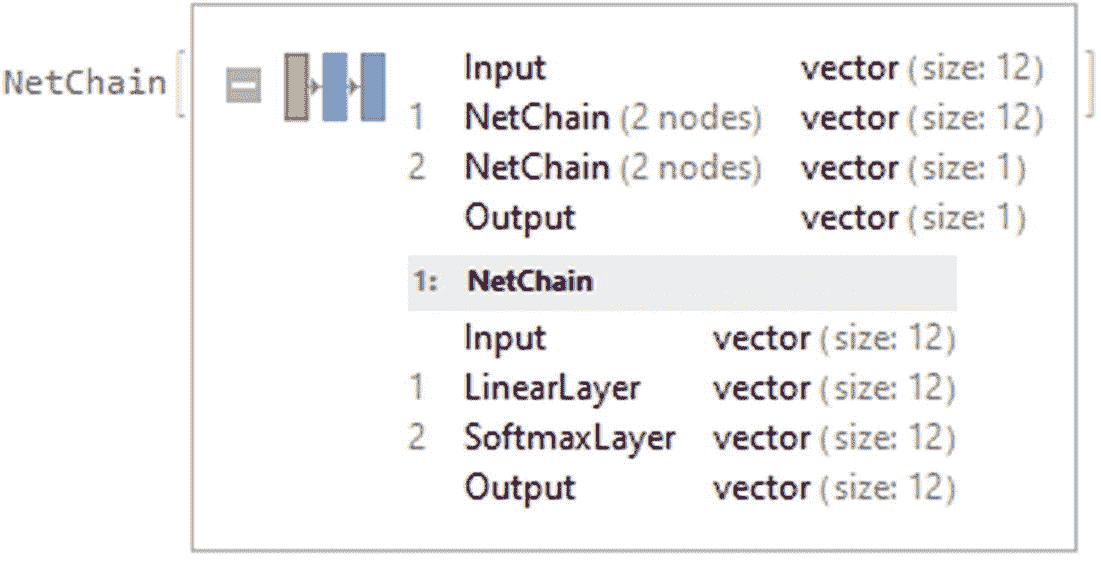 NetChain[
Input vector (size: 12)
1 NetChain (2 nodes) vector (size: 12)
2 NetChain (2 nodes) vector (size: 1)
Output vector (size: 1)
]
1: NetChain
Input vector (size: 12)
1 LinearLayer vector (size: 12)
2 SoftmaxLayer vector (size: 12)
Output vector (size: 12)